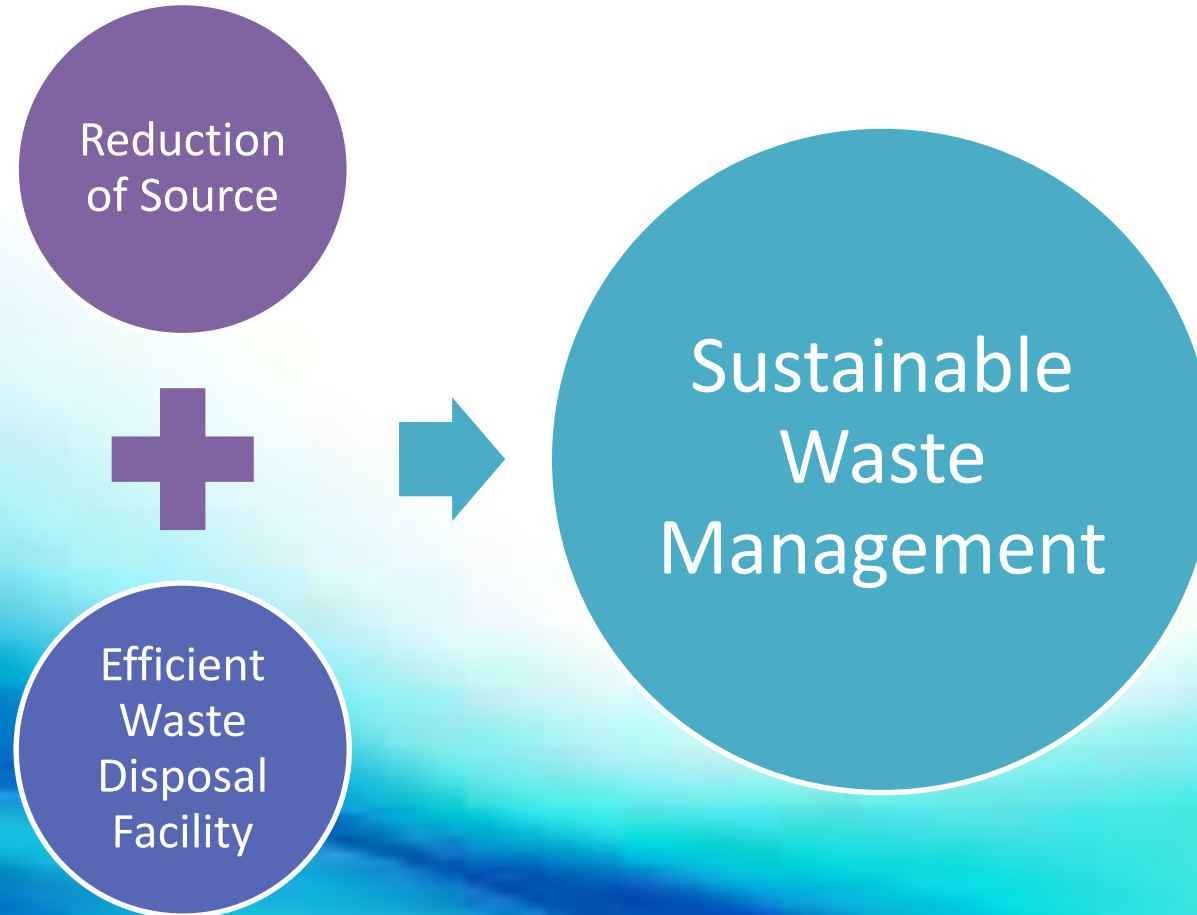 Reduction
of Source
Efficient
Waste
Disposal
Facility
Sustainable
Waste
Management